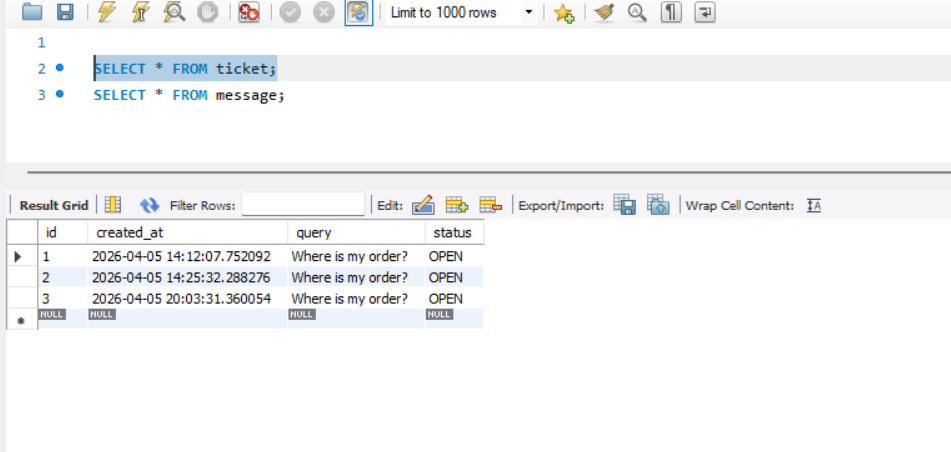 Limit to 1000 rows
1
2 SELECT * FROM ticket;
3 SELECT * FROM message;
Result Grid Filter Rows: Edit: Export/Import: Wrap Cell Content: IA
id created_at query status
1 2026-04-05 14:12:07.752092 Where is my order? OPEN
2 2026-04-05 14:25:32.288276 Where is my order? OPEN
3 2026-04-05 20:03:31.360054 Where is my order? OPEN
NULL NULL NULL NULL